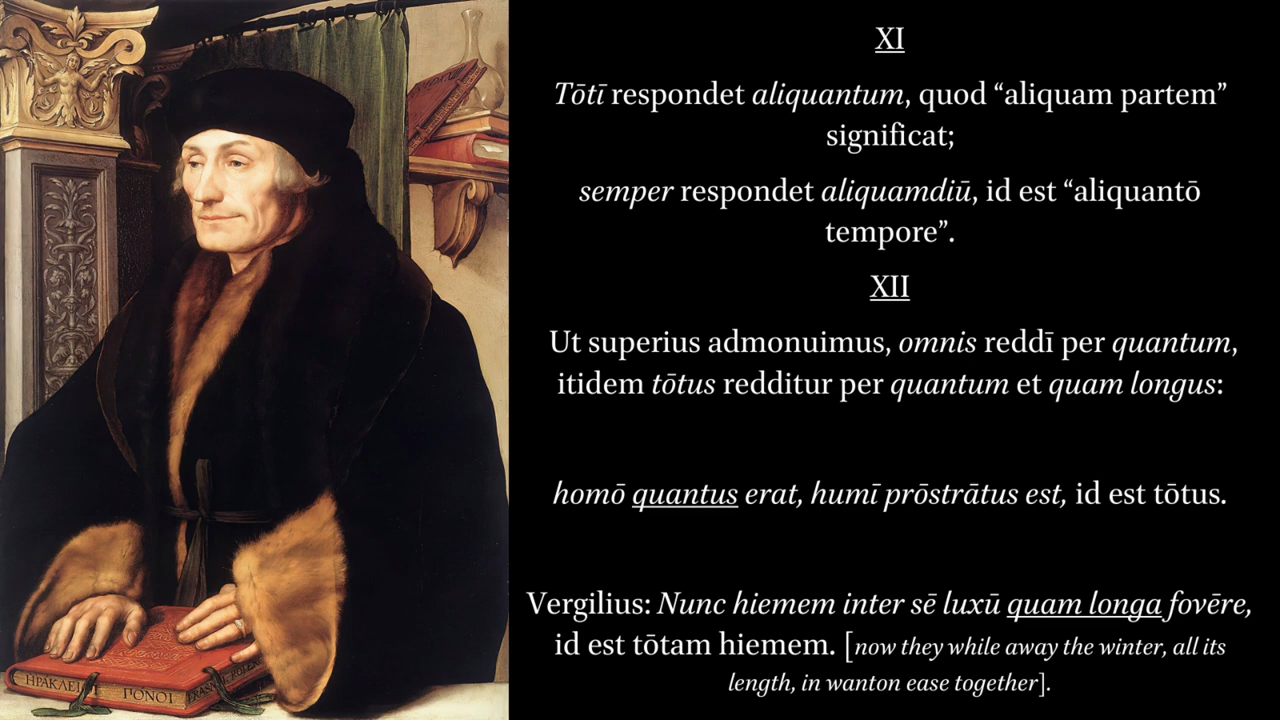 XI
Tōtī respondet aliquantum, quod “aliquam partem”
significat;
semper respondet aliquamdiū, id est “aliquantō
tempore”.
XII
Ut superius admonuimus, omnis reddī per quantum,
itidem tōtus redditur per quantum et quam longus:
homō quantus erat, humī prōstrātus est, id est tōtus.
Vergilius: Nunc hiemem inter sē luxū quam longa fovēre,
id est tōtam hiemem. [now they while away the winter, all its
length, in wanton ease together].
ΗΡΑΚΛΕΙ ΠΟΝΟΙ